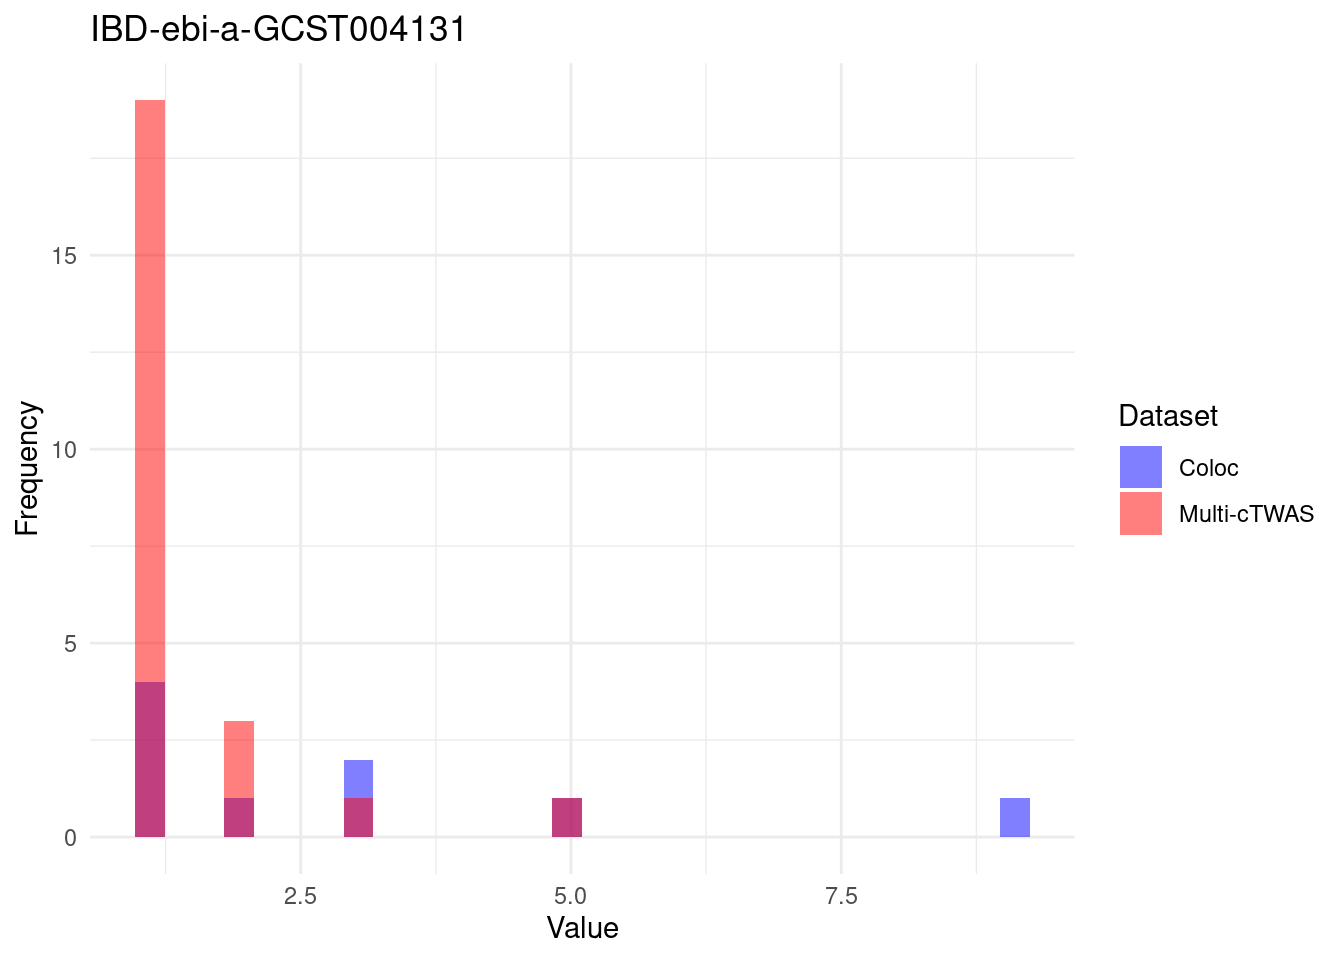 IBD-ebi-a-GCST004131
Frequency
15
10
5
0
2.5
5.0
7.5
Value
Dataset
Coloc
Multi-cTWAS